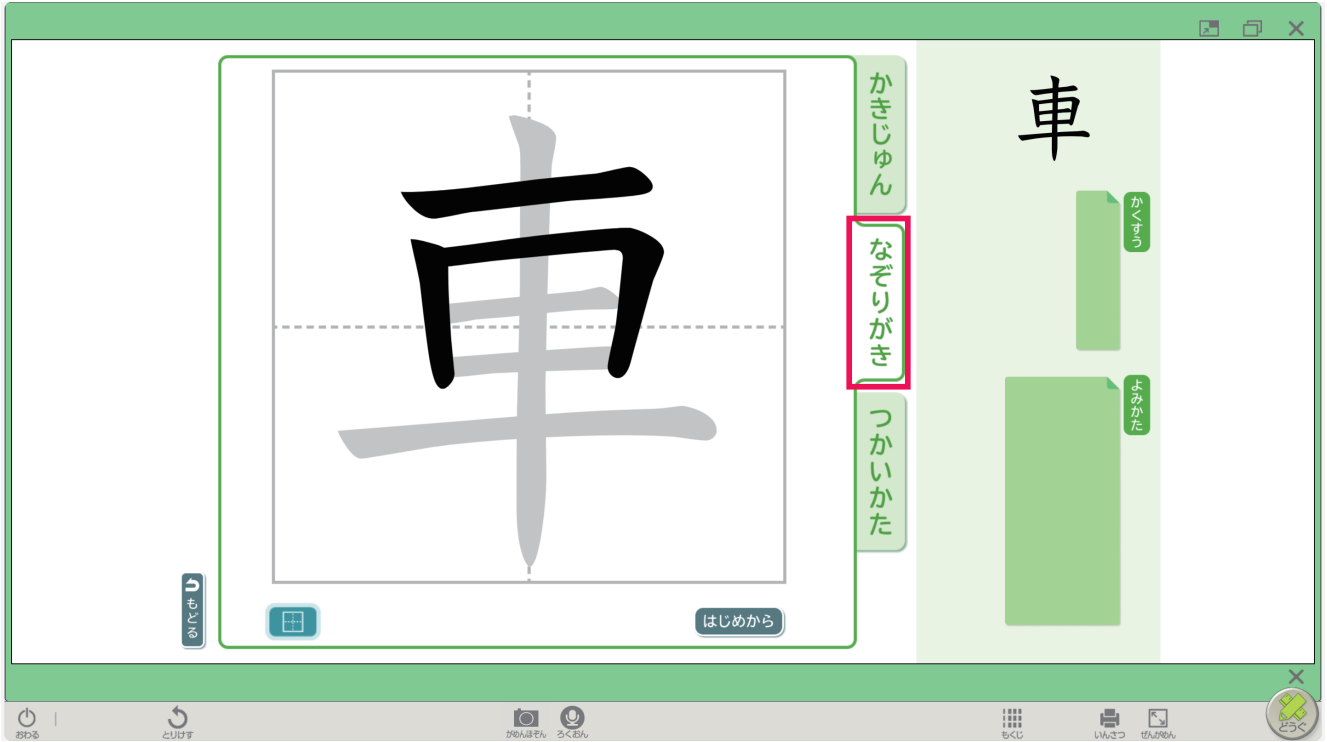 車
かきじゅん
なぞりがき
つかいかた
車
かくすう
よみかた
もどる
はじめから
おわる
とりけす
がめんほぞん
ろくおん
もくじ
いんさつ
ぜんがめん
どうぐ